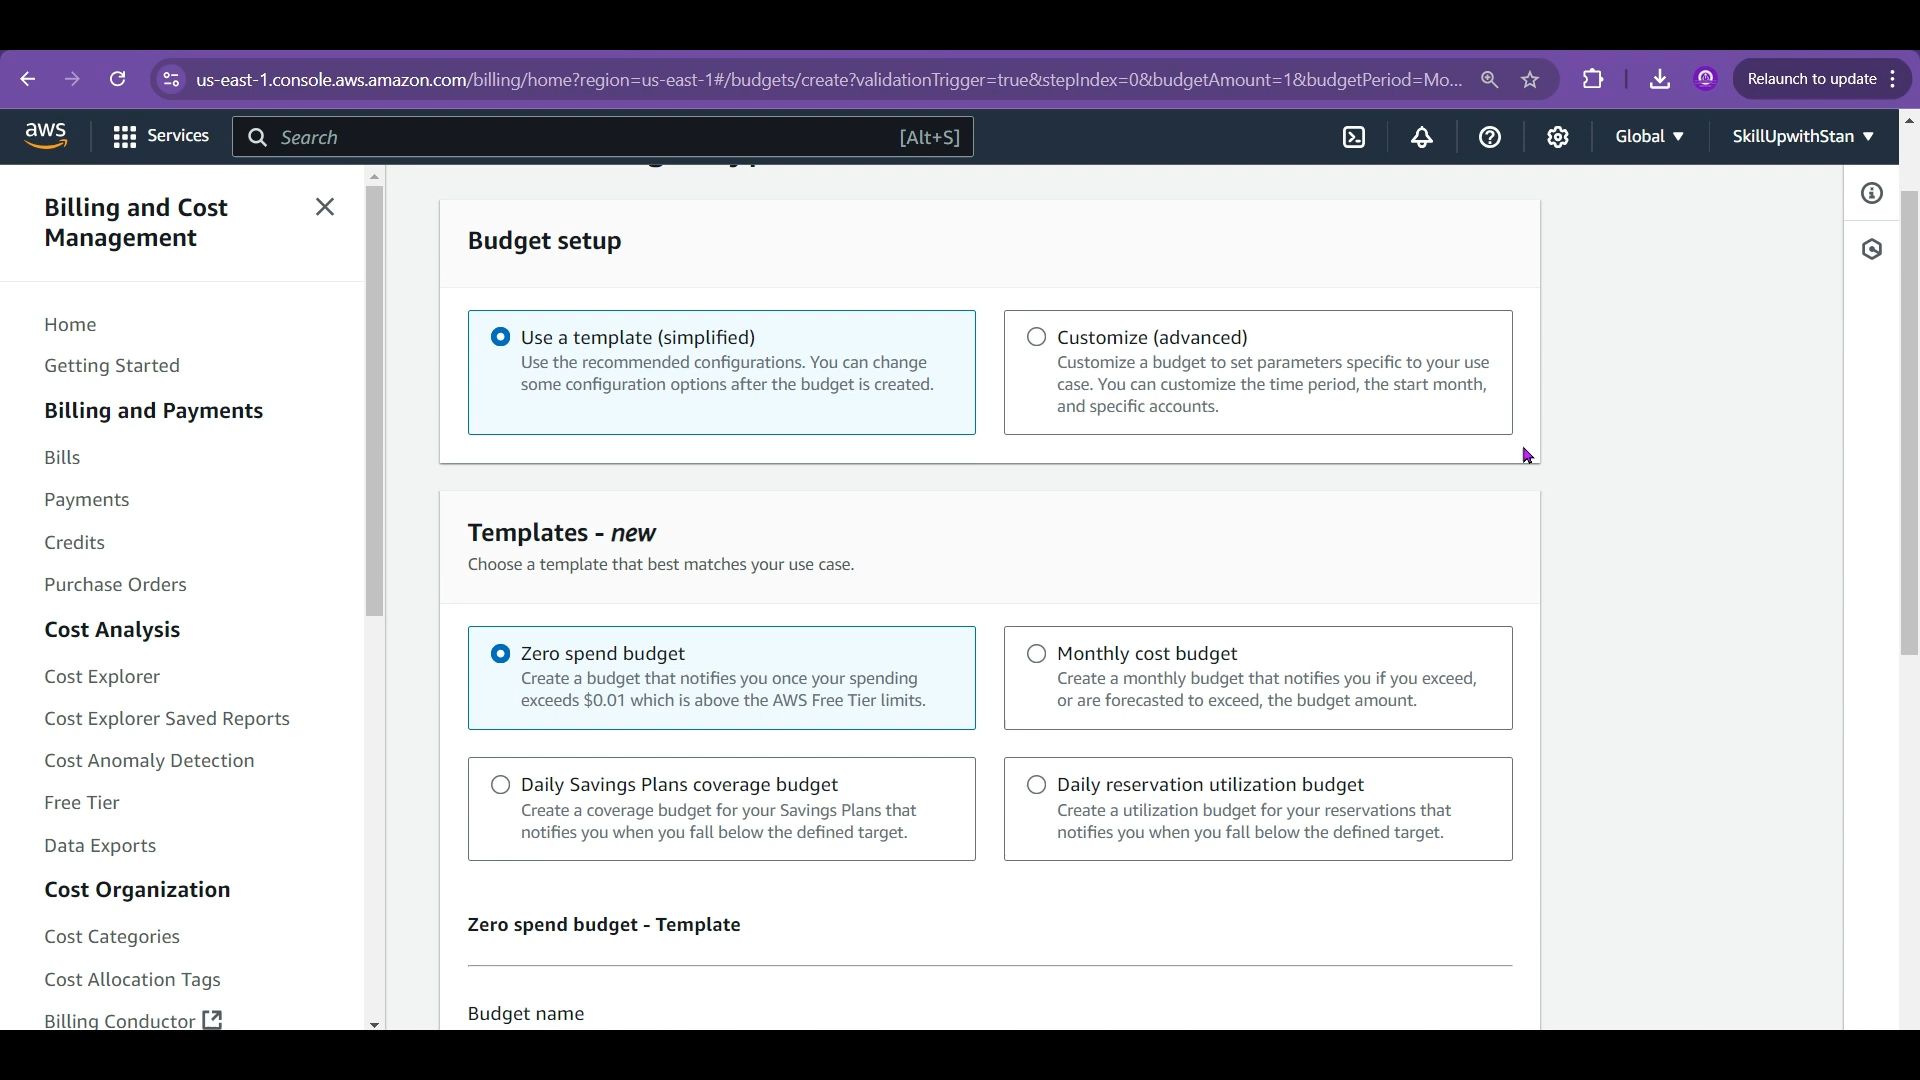 us-east-1.console.aws.amazon.com/billing/home?region=us-east-1#/budgets/create?validationTrigger=true&stepIndex=0&budgetAmount=1&budgetPeriod=Mo...
Relaunch to update
aws
Services
Search
[Alt+S]
Global
SkillUpwithStan
Billing and Cost
Management
Home
Getting Started
Billing and Payments
Bills
Payments
Credits
Purchase Orders
Cost Analysis
Cost Explorer
Cost Explorer Saved Reports
Cost Anomaly Detection
Free Tier
Data Exports
Cost Organization
Cost Categories
Cost Allocation Tags
Billing Conductor
Budget setup
Use a template (simplified)
Use the recommended configurations. You can change
some configuration options after the budget is created.
Customize (advanced)
Customize a budget to set parameters specific to your use
case. You can customize the time period, the start month,
and specific accounts.
Templates - new
Choose a template that best matches your use case.
Zero spend budget
Create a budget that notifies you once your spending
exceeds $0.01 which is above the AWS Free Tier limits.
Monthly cost budget
Create a monthly budget that notifies you if you exceed,
or are forecasted to exceed, the budget amount.
Daily Savings Plans coverage budget
Create a coverage budget for your Savings Plans that
notifies you when you fall below the defined target.
Daily reservation utilization budget
Create a utilization budget for your reservations that
notifies you when you fall below the defined target.
Zero spend budget - Template
Budget name